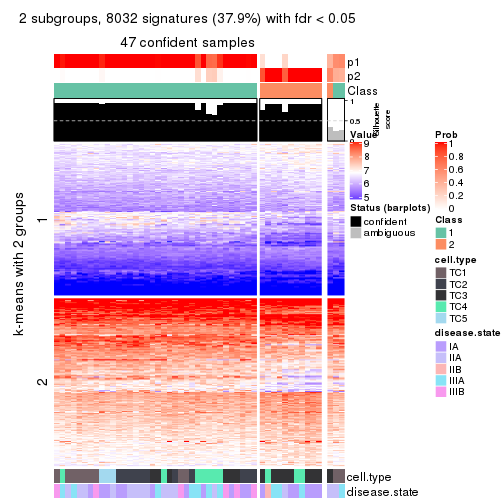 2 subgroups, 8032 signatures (37.9%) with fdr < 0.05
47 confident samples
p1
p2
Class
1
0.5
0
Silhouette
score
k-means with 2 groups
1
2
cell.type
disease.state
Value
9
8
7
6
5
Status (barplots)
confident
ambiguous
Prob
1
0.8
0.6
0.4
0.2
0
Class
1
2
cell.type
TC1
TC2
TC3
TC4
TC5
disease.state
IA
IIA
IIB
IIIA
IIIB